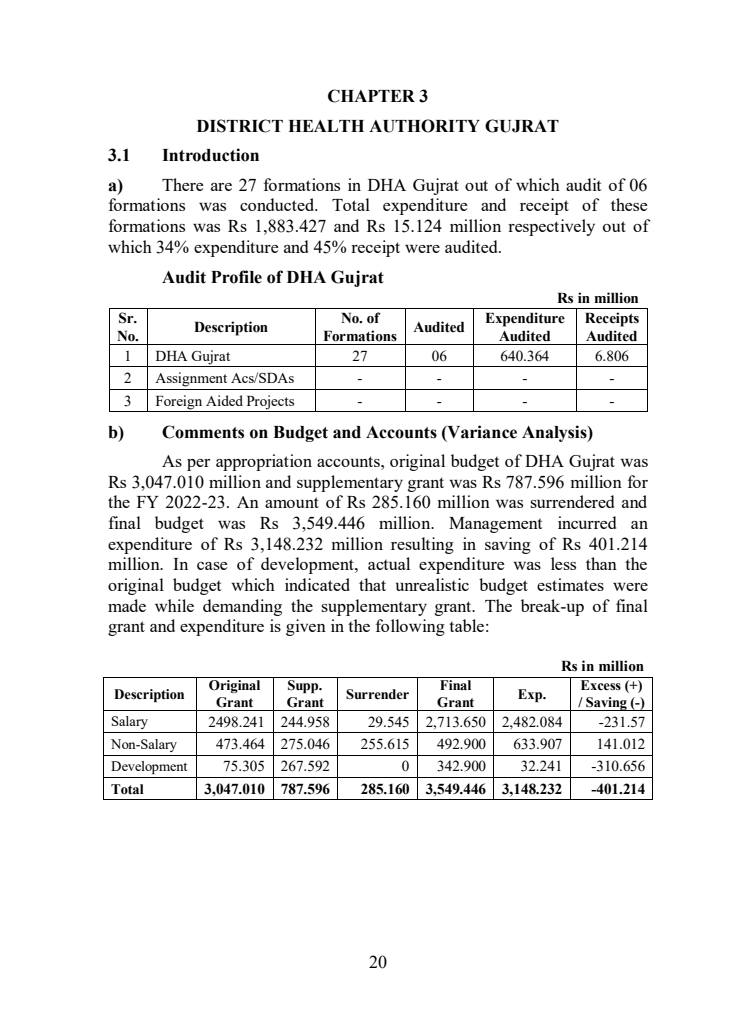 CHAPTER 3
DISTRICT HEALTH AUTHORITY GUJRAT
3.1 Introduction
a) There are 27 formations in DHA Gujrat out of which audit of 06
formations was conducted. Total expenditure and receipt of these
formations was Rs 1,883.427 and Rs 15.124 million respectively out of
which 34% expenditure and 45% receipt were audited.
Audit Profile of DHA Gujrat
Rs in million
Sr. No. Description No. of Formations Audited Expenditure Audited Receipts Audited
1 DHA Gujrat 27 06 640.364 6.806
2 Assignment Acs/SDAs - - - -
3 Foreign Aided Projects - - - -
b) Comments on Budget and Accounts (Variance Analysis)
As per appropriation accounts, original budget of DHA Gujrat was
Rs 3,047.010 million and supplementary grant was Rs 787.596 million for
the FY 2022-23. An amount of Rs 285.160 million was surrendered and
final budget was Rs 3,549.446 million. Management incurred an
expenditure of Rs 3,148.232 million resulting in saving of Rs 401.214
million. In case of development, actual expenditure was less than the
original budget which indicated that unrealistic budget estimates were
made while demanding the supplementary grant. The break-up of final
grant and expenditure is given in the following table:
Rs in million
Description Original Grant Supp. Grant Surrender Final Grant Exp. Excess (+) / Saving (-)
Salary 2498.241 244.958 29.545 2,713.650 2,482.084 -231.57
Non-Salary 473.464 275.046 255.615 492.900 633.907 141.012
Development 75.305 267.592 0 342.900 32.241 -310.656
Total 3,047.010 787.596 285.160 3,549.446 3,148.232 -401.214
20